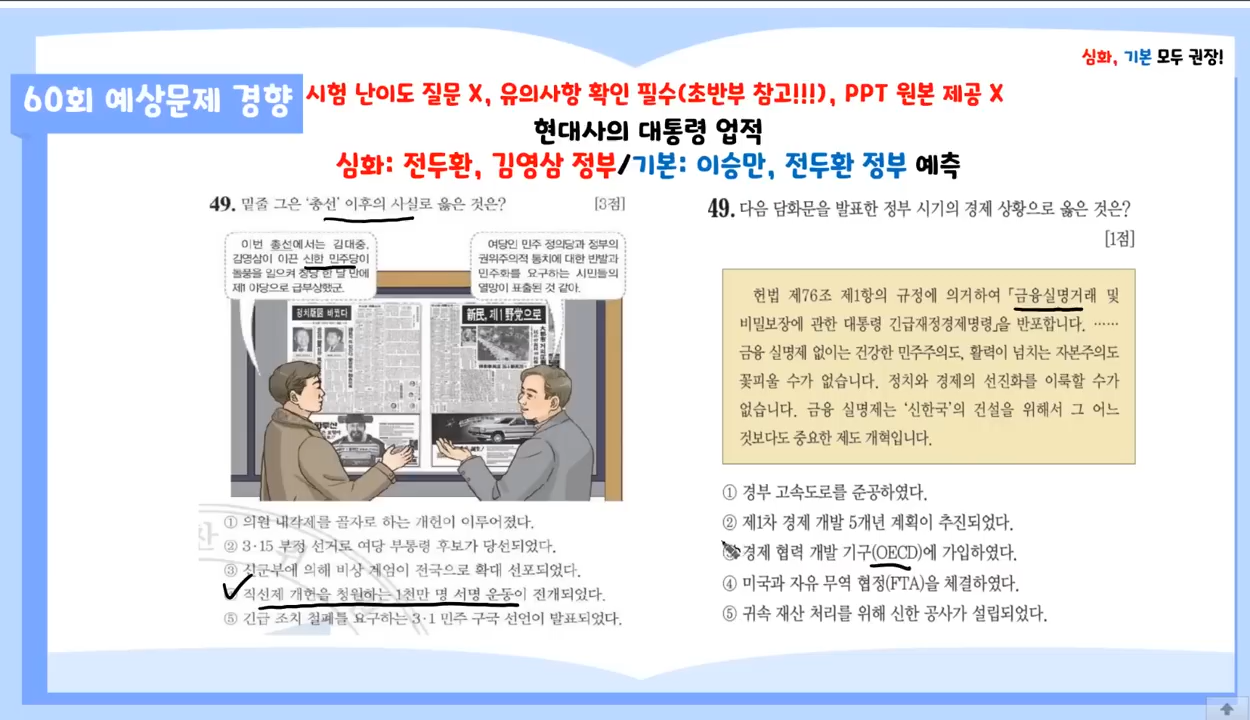 심화, 기본 모두 권장!
60회 예상문제 경향
시험 난이도 질문 X, 유의사항 확인 필수(초반부 참고!!!), PPT 원본 제공 X
현대사의 대통령 업적
심화: 전두환, 김영삼 정부/기본: 이승만, 전두환 정부 예측
49. 밑줄 그은 '총선' 이후의 사실로 옳은 것은? [3점]
이번 총선에서는 김대중,
김영삼이 이끈 신한 민주당이
돌풍을 일으켜 창당 한 달 만에
제1 야당으로 급부상했군.
여당인 민주 정의당과 정부의
권위주의적 통치에 대한 반발과
민주화를 요구하는 시민들의
열망이 표출된 것 같아.
新民, 제1野党으로
① 의원 내각제를 골자로 하는 개헌이 이루어졌다.
② 3·15 부정 선거로 여당 부통령 후보가 당선되었다.
③ 신군부에 의해 비상 계엄이 전국으로 확대 선포되었다.
직선제 개헌을 청원하는 1천만 명 서명 운동이 전개되었다.
⑤ 긴급 조치 철폐를 요구하는 3·1 민주 구국 선언이 발표되었다.
49. 다음 담화문을 발표한 정부 시기의 경제 상황으로 옳은 것은?
[1점]
헌법 제76조 제1항의 규정에 의거하여 「금융실명거래 및
비밀보장에 관한 대통령 긴급재정경제명령」을 반포합니다. ……
금융 실명제 없이는 건강한 민주주의도, 활력이 넘치는 자본주의도
꽃피울 수가 없습니다. 정치와 경제의 선진화를 이룩할 수가
없습니다. 금융 실명제는 '신한국'의 건설을 위해서 그 어느
것보다도 중요한 제도 개혁입니다.
① 경부 고속도로를 준공하였다.
② 제1차 경제 개발 5개년 계획이 추진되었다.
경제 협력 개발 기구(OECD)에 가입하였다.
④ 미국과 자유 무역 협정(FTA)을 체결하였다.
⑤ 귀속 재산 처리를 위해 신한 공사가 설립되었다.